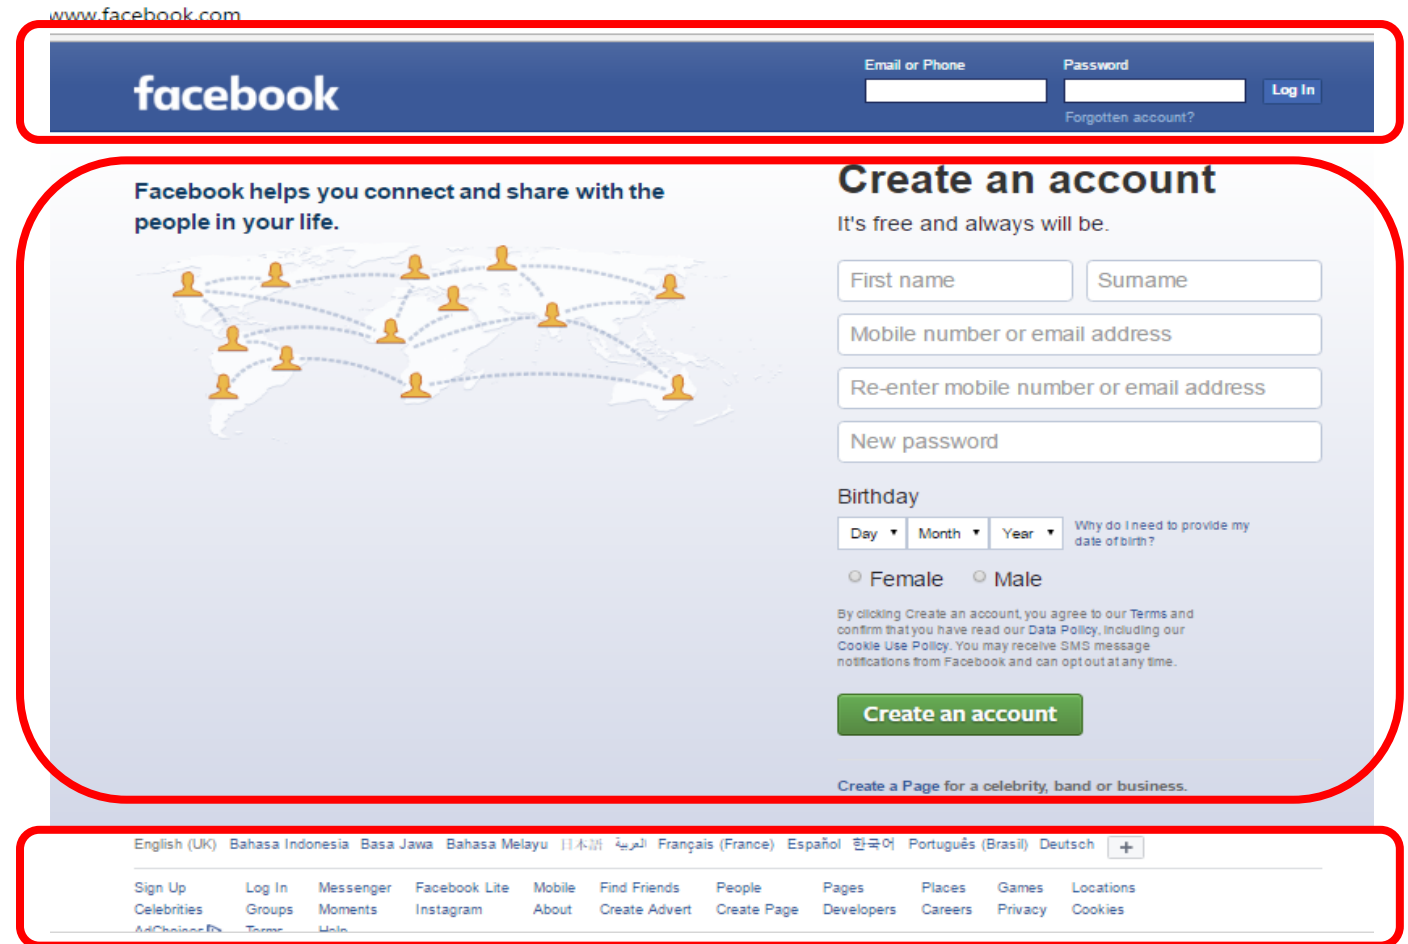 www.facebook.com
facebook
Email or Phone
Password
Log In
Forgotten account?
Facebook helps you connect and share with the
people in your life.
Create an account
It's free and always will be.
First name
Surname
Mobile number or email address
Re-enter mobile number or email address
New password
Birthday
Day
Month
Year
Why do I need to provide my
date of birth?
Female
Male
By clicking Create an account, you agree to our Terms and
confirm that you have read our Data Policy, including our
Cookie Use Policy. You may receive SMS message
notifications from Facebook and can opt out at any time.
Create an account
Create a Page for a celebrity, band or business.
English (UK) Bahasa Indonesia Basa Jawa Bahasa Melayu 日本語 العربية Français (France) Español 한국어 Português (Brasil) Deutsch +
Sign Up Log In Messenger Facebook Lite Mobile Find Friends People Pages Places Games Locations
Celebrities Groups Moments Instagram About Create Advert Create Page Developers Careers Privacy Cookies
AdChoices Terms Help